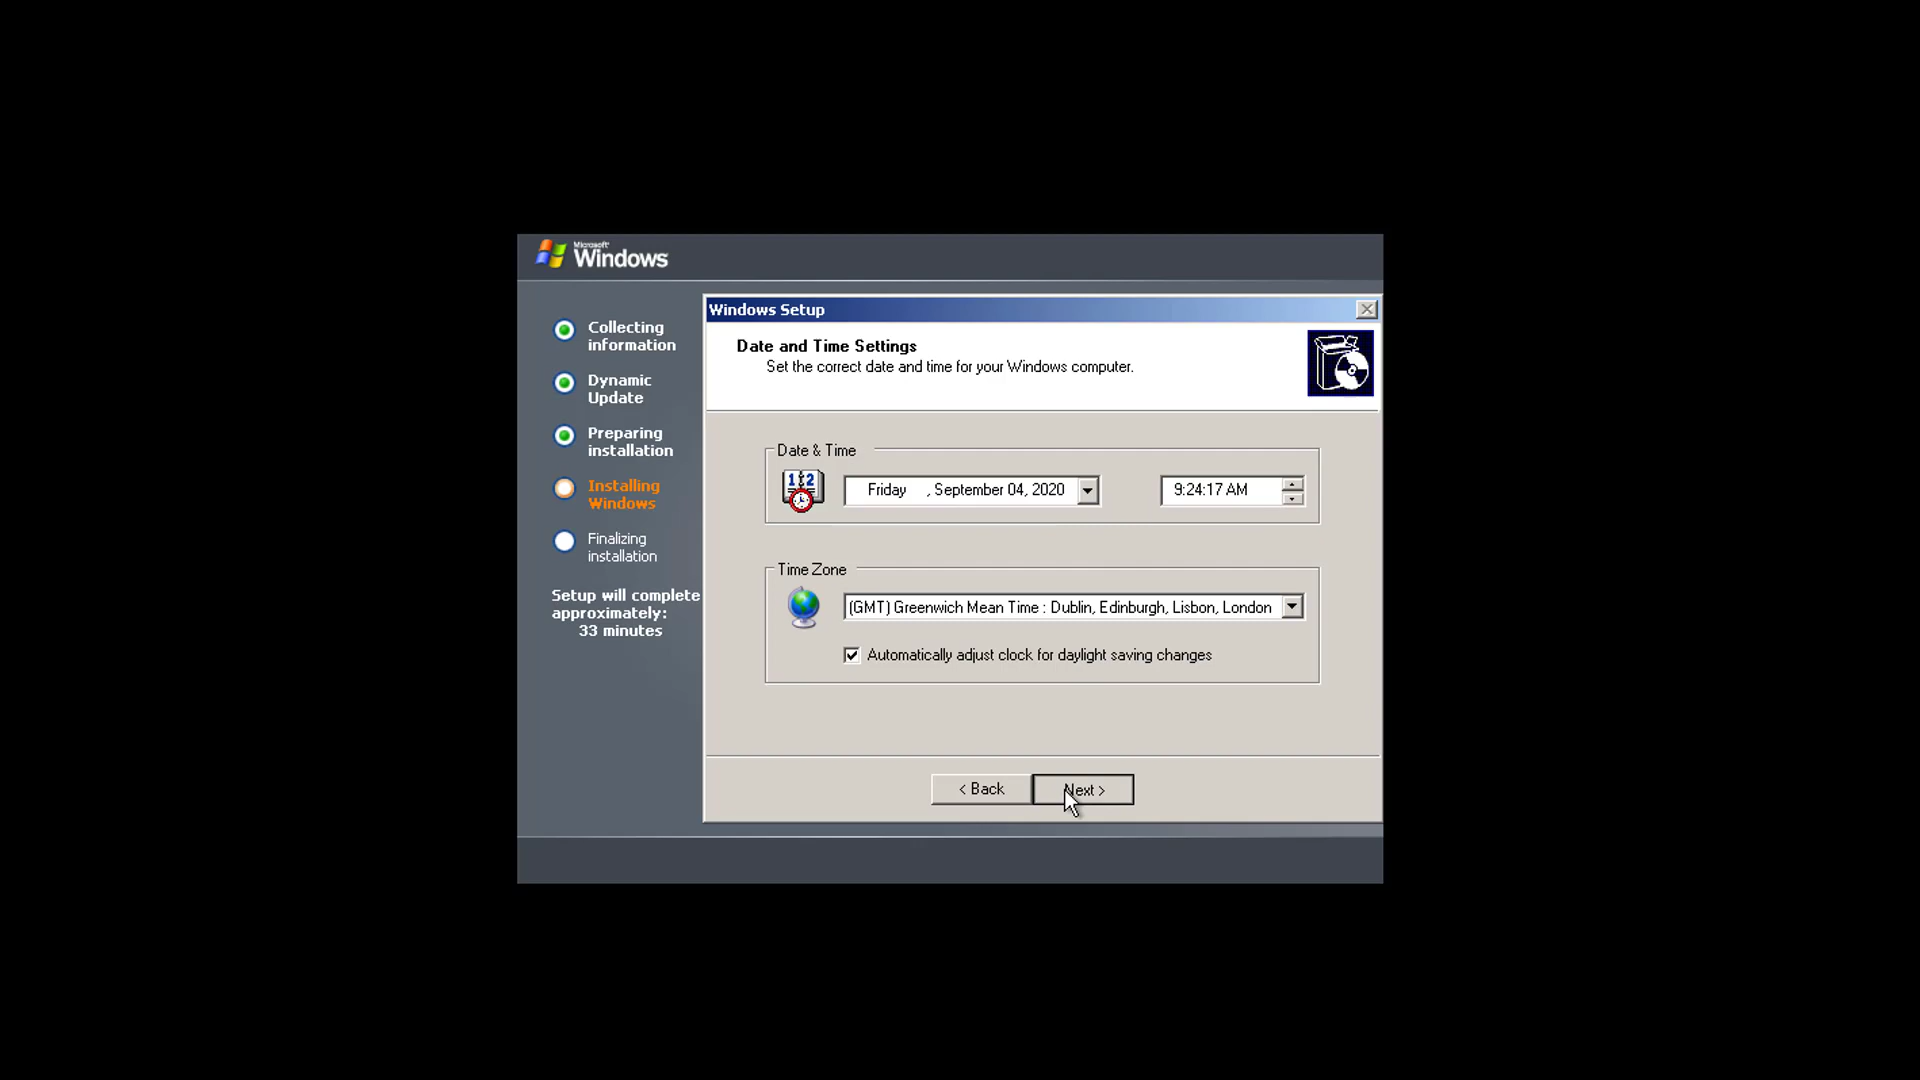 Microsoft
Windows
Collecting
information
Dynamic
Update
Preparing
installation
Installing
Windows
Finalizing
installation
Setup will complete
approximately:
33 minutes
Windows Setup
Date and Time Settings
Set the correct date and time for your Windows computer.
Date & Time
12
Friday , September 04, 2020
9:24:17 AM
Time Zone
(GMT) Greenwich Mean Time : Dublin, Edinburgh, Lisbon, London
Automatically adjust clock for daylight saving changes
< Back
Next >